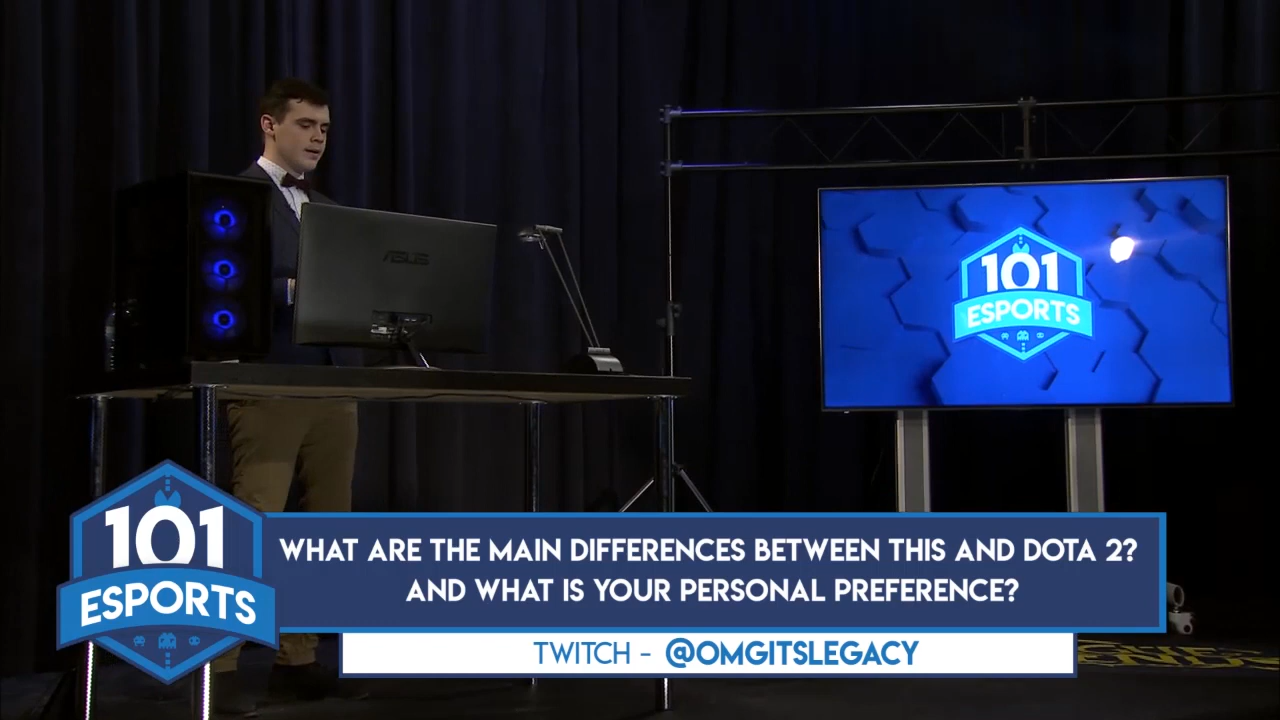 ASUS
101
ESPORTS
101
ESPORTS
WHAT ARE THE MAIN DIFFERENCES BETWEEN THIS AND DOTA 2?
AND WHAT IS YOUR PERSONAL PREFERENCE?
TWITCH - @OMGITSLEGACY